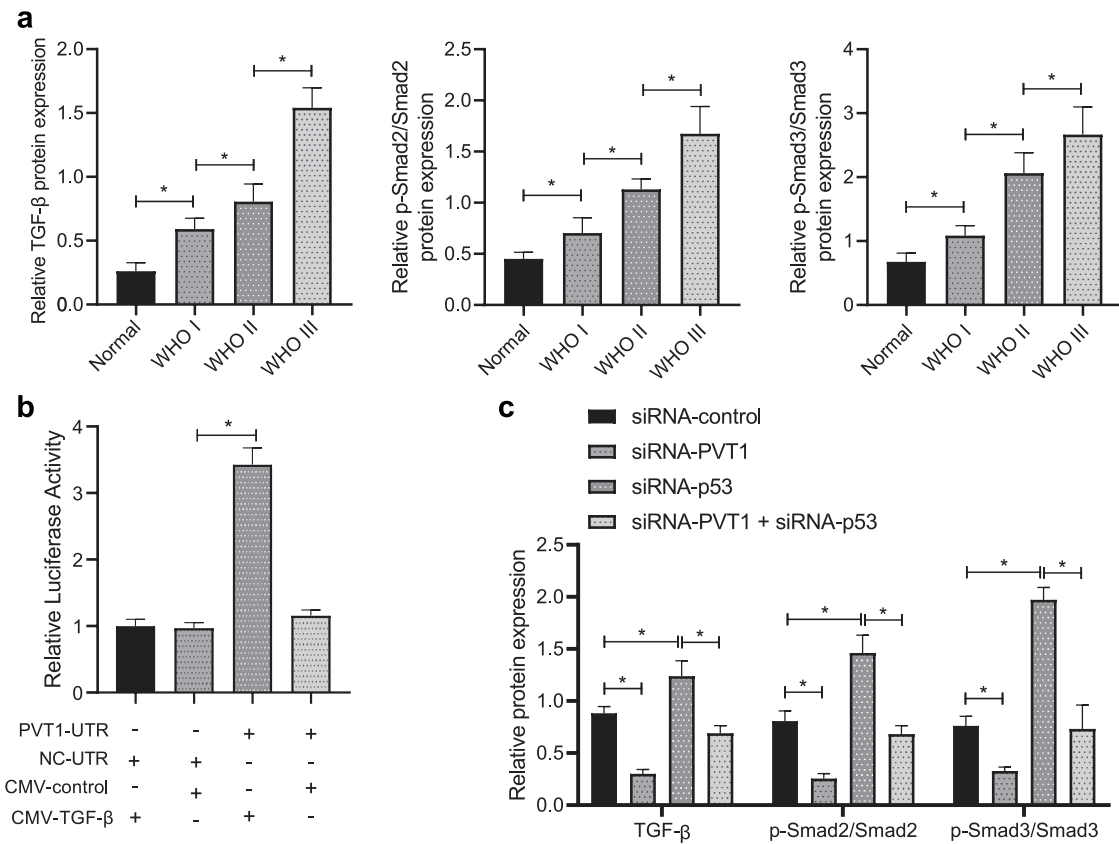 a
Relative TGF-β protein expression
2.0
1.5
1.0
0.5
0.0
*
*
*
Normal
WHO I
WHO II
WHO III
Relative p-Smad2/Smad2
protein expression
2.5
2.0
1.5
1.0
0.5
0.0
*
*
*
Normal
WHO I
WHO II
WHO III
Relative p-Smad3/Smad3
protein expression
4
3
2
1
0
*
*
*
Normal
WHO I
WHO II
WHO III
b
Relative Luciferase Activity
4
3
2
1
0
*
PVT1-UTR - - + +
NC-UTR + + - -
CMV-control - + - +
CMV-TGF-β + - + -
c
siRNA-control
siRNA-PVT1
siRNA-p53
siRNA-PVT1 + siRNA-p53
Relative protein expression
2.5
2.0
1.5
1.0
0.5
0.0
* * *
* * *
* * *
TGF-β p-Smad2/Smad2 p-Smad3/Smad3